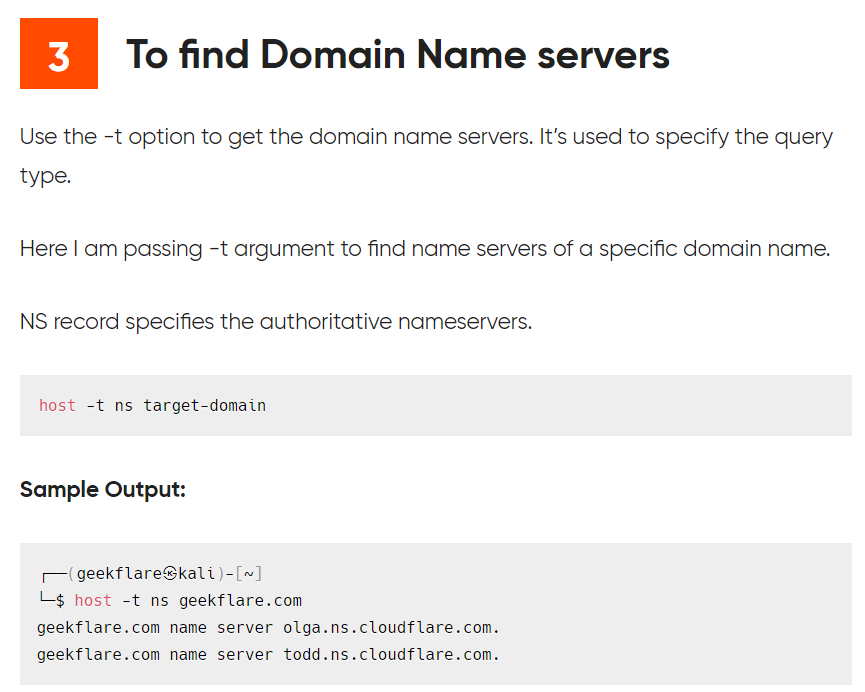 3 To find Domain Name servers
Use the -t option to get the domain name servers. It’s used to specify the query
type.
Here I am passing -t argument to find name servers of a specific domain name.
NS record specifies the authoritative nameservers.
host -t ns target-domain
Sample Output:
┌──(geekflare㉿kali)-[~]
└─$ host -t ns geekflare.com
geekflare.com name server olga.ns.cloudflare.com.
geekflare.com name server todd.ns.cloudflare.com.